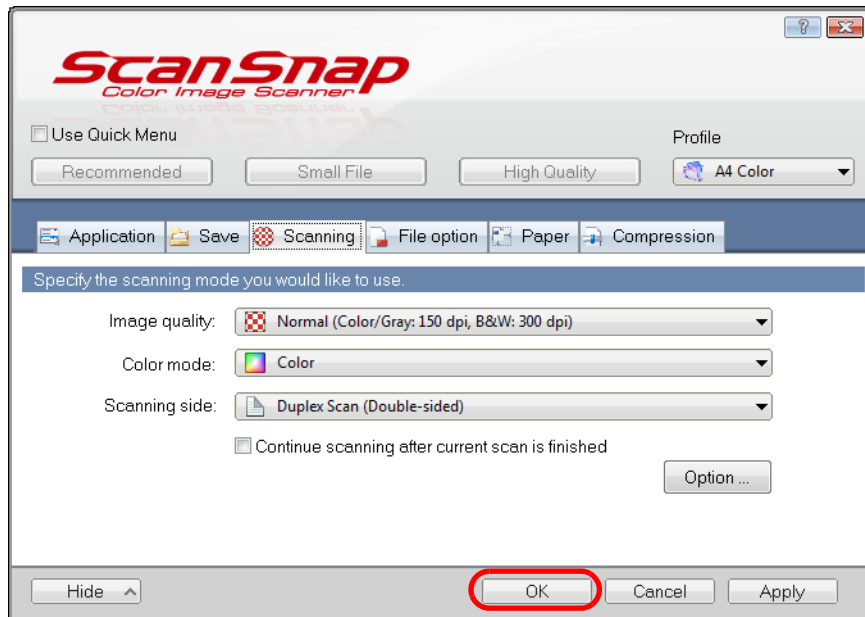 ScanSnap
Color Image Scanner
Use Quick Menu
Profile
Recommended Small File High Quality A4 Color
Application Save Scanning File option Paper Compression
Specify the scanning mode you would like to use.
Image quality: Normal (Color/Gray: 150 dpi, B&W: 300 dpi)
Color mode: Color
Scanning side: Duplex Scan (Double-sided)
Continue scanning after current scan is finished
Option ...
Hide OK Cancel Apply